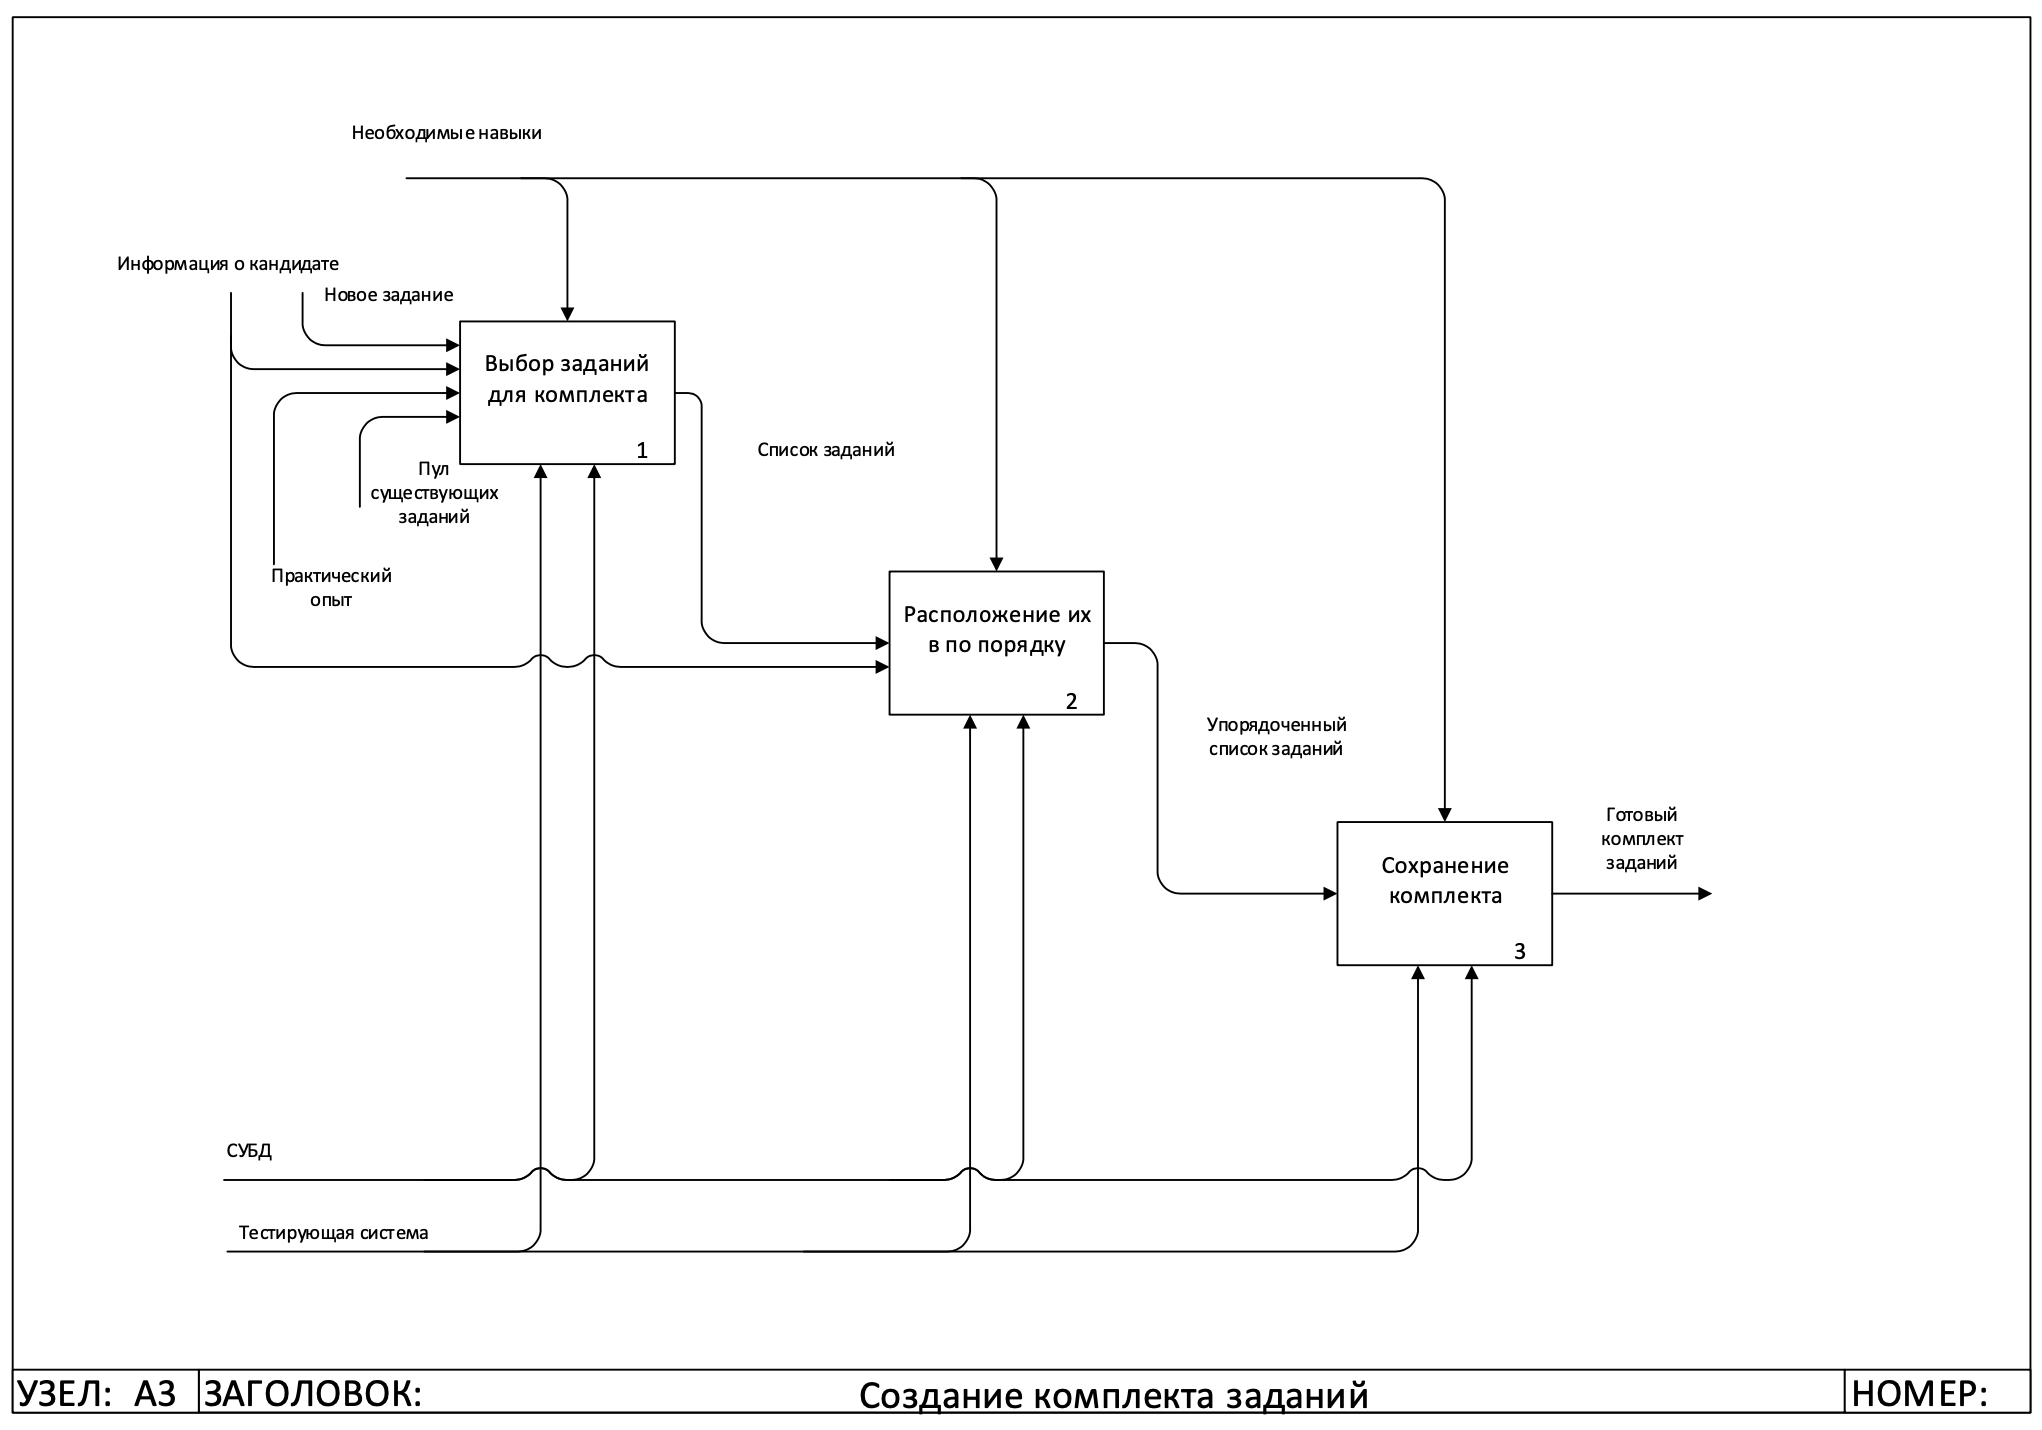 Необходимые навыки
Информация о кандидате
Новое задание
Выбор заданий
для комплекта
1
Список заданий
Пул
существующих
заданий
Практический
опыт
Расположение их
в по порядку
2
Упорядоченный
список заданий
Готовый
комплект
заданий
Сохранение
комплекта
3
СУБД
Тестирующая система
УЗЕЛ: А3
ЗАГОЛОВОК:
Создание комплекта заданий
НОМЕР: